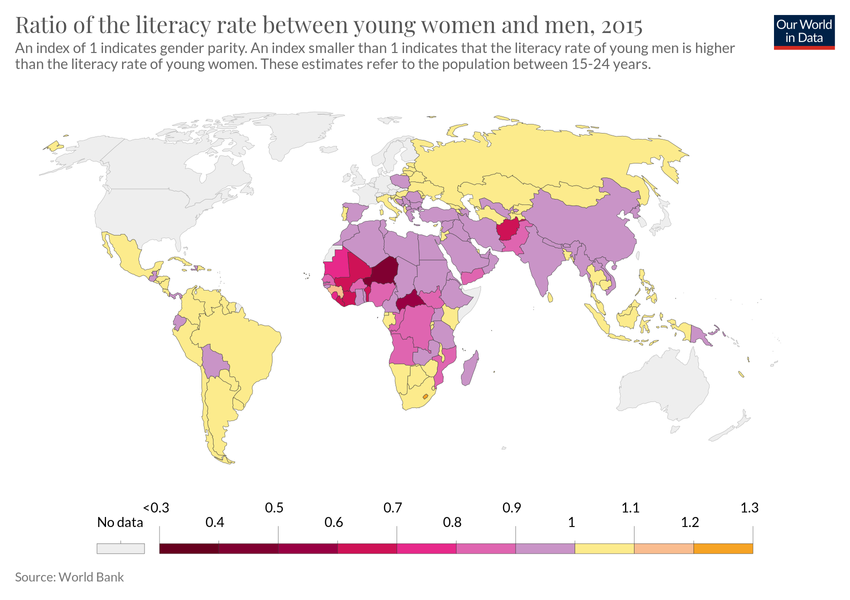 Ratio of the literacy rate between young women and men, 2015
An index of 1 indicates gender parity. An index smaller than 1 indicates that the literacy rate of young men is higher
than the literacy rate of young women. These estimates refer to the population between 15-24 years.
Our World
in Data
<0.3 0.5 0.7 0.9 1.1 1.3
No data 0.4 0.6 0.8 1 1.2
Source: World Bank